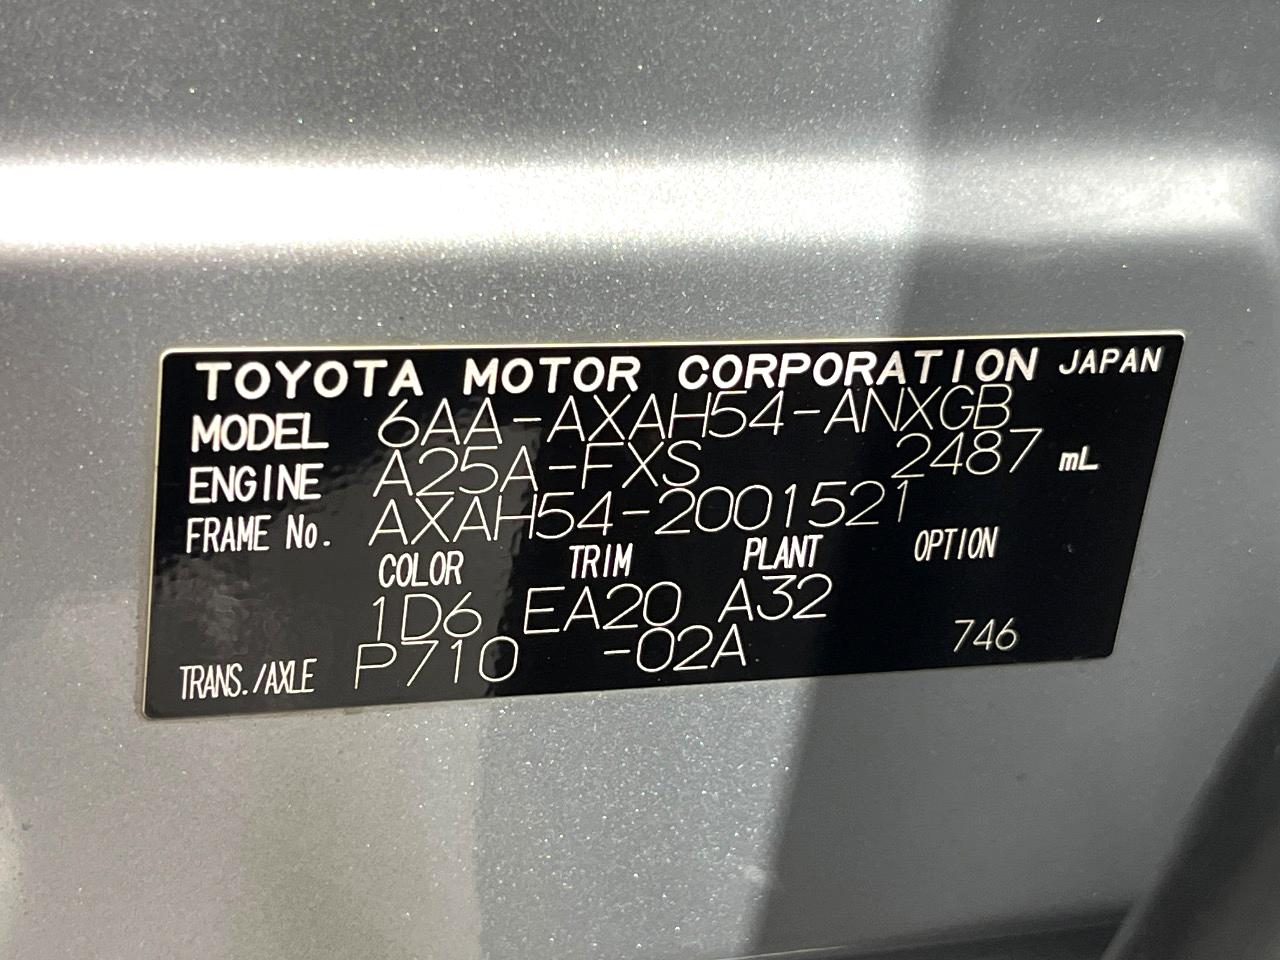 TOYOTA MOTOR CORPORATION JAPAN
MODEL 6AA-AXAH54-ANXGB
ENGINE A25A-FXS 2487 mL
FRAME No. AXAH54-2001521
COLOR TRIM PLANT OPTION
1D6 EA20 A32
TRANS./AXLE P710 -02A 746